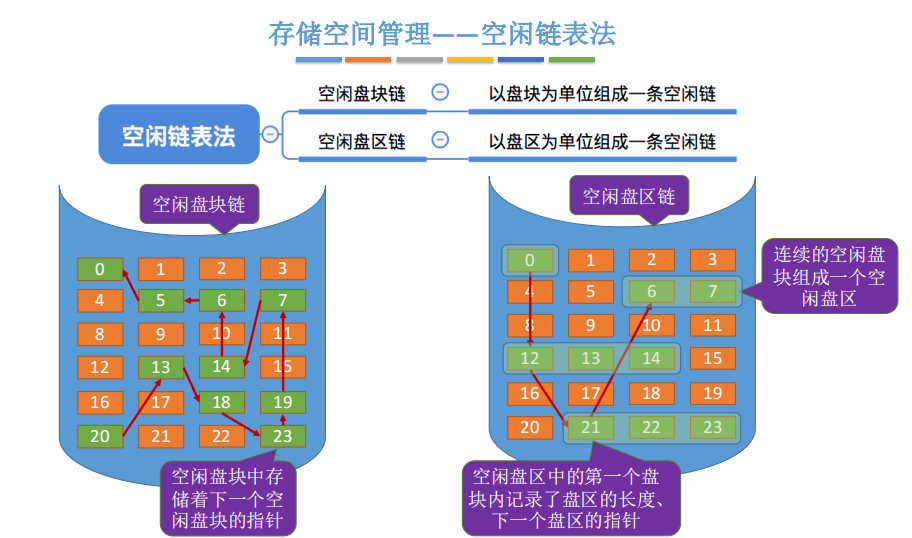 存储空间管理——空闲链表法
空闲链表法
空闲盘块链
以盘块为单位组成一条空闲链
空闲盘区链
以盘区为单位组成一条空闲链
空闲盘块链
0 1 2 3
4 5 6 7
8 9 10 11
12 13 14 15
16 17 18 19
20 21 22 23
空闲盘块中存
储着下一个空
闲盘块的指针
空闲盘区链
0 1 2 3
4 5 6 7
8 9 10 11
12 13 14 15
16 17 18 19
20 21 22 23
连续的空闲盘
块组成一个空
闲盘区
空闲盘区中的第一个盘
块内记录了盘区的长度、
下一个盘区的指针